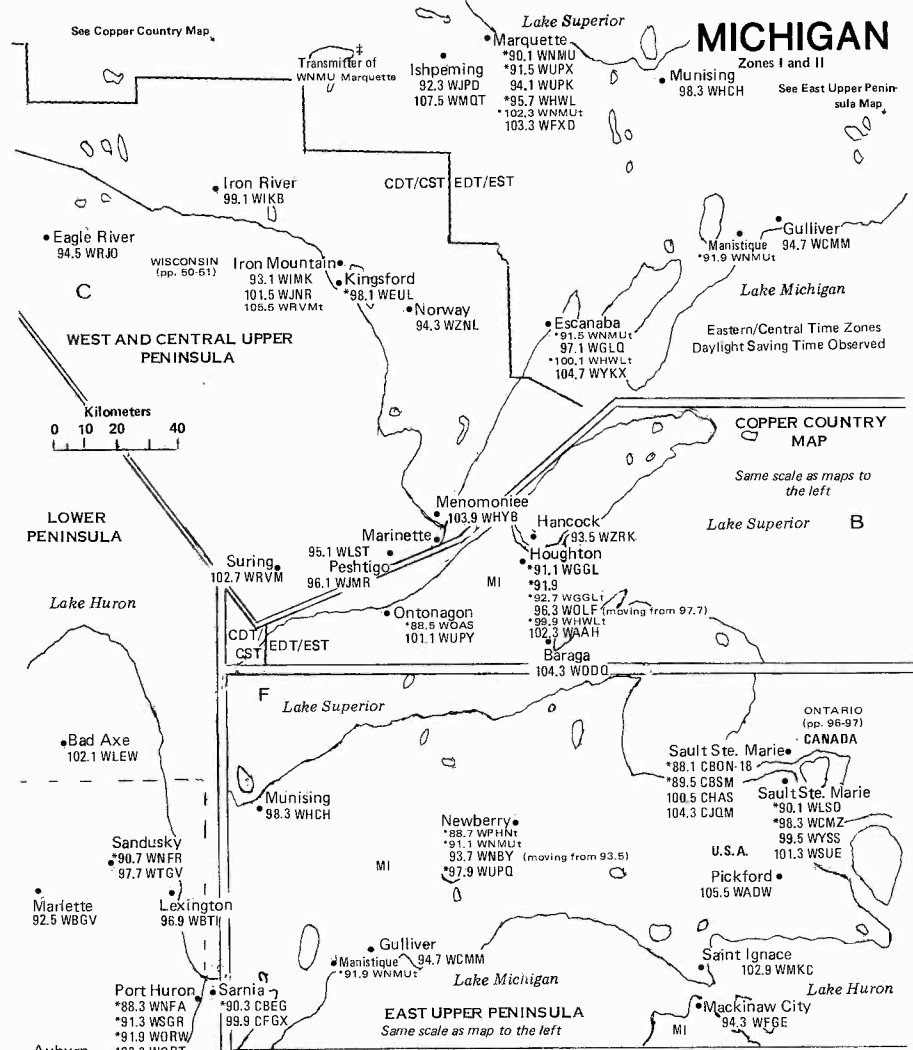 See Copper Country Map
Lake Superior
MICHIGAN
Zones I and II
See East Upper Penin-
sula Map
Transmitter of
WNMU Marquette
‡
Ishpeming
92.3 WJPD
107.5 WMQT
Marquette
*90.1 WNMU
*91.5 WUPX
94.1 WUPK
*95.7 WHWL
*102.3 WNMUt
103.3 WFXD
Munising
98.3 WHCH
CDT/CST
EDT/EST
Iron River
99.1 WIKB
Eagle River
94.5 WRJO
WISCONSIN
(pp. 50-51)
C
Iron Mountain
93.1 WIMK
101.5 WJNR
105.5 WRVMt
Kingsford
*98.1 WEUL
Norway
94.3 WZNL
Manistique
*91.9 WNMUt
Gulliver
94.7 WCMM
Lake Michigan
Escanaba
*91.5 WNMUt
97.1 WGLQ
*100.1 WHWLt
104.7 WYKX
Eastern/Central Time Zones
Daylight Saving Time Observed
WEST AND CENTRAL UPPER
PENINSULA
Kilometers
0 10 20 40
COPPER COUNTRY
MAP
Same scale as maps to
the left
Lake Superior
B
LOWER
PENINSULA
Menomoniee
103.9 WHYB
Marinette
95.1 WLST
Peshtigo
96.1 WJMR
Suring
102.7 WRVM
Hancock
93.5 WZRK
Houghton
*91.1 WGGL
*91.9
*92.7 WGGLt
96.3 WOLF (moving from 97.7)
*99.9 WHWLt
102.3 WAAH
MI
Lake Huron
Ontonagon
*88.5 WOAS
101.1 WUPY
CDT/
CST
EDT/EST
Baraga
104.3 WODQ
F
Lake Superior
ONTARIO
(pp. 96-97)
CANADA
Bad Axe
102.1 WLEW
Sault Ste. Marie
*88.1 CBON-18
*89.5 CBSM
100.5 CHAS
104.3 CJQM
Sault Ste. Marie
*90.1 WLSO
*98.3 WCMZ
99.5 WYSS
101.3 WSUE
Munising
98.3 WHCH
Newberry
*88.7 WPHNt
*91.1 WNMUt
93.7 WNBY (moving from 93.5)
*97.9 WUPQ
MI
U.S.A.
Sandusky
*90.7 WNFR
97.7 WTGV
Pickford
105.5 WADW
Marlette
92.5 WBGV
Lexington
96.9 WBTI
Gulliver
94.7 WCMM
Manistique
*91.9 WNMUt
Lake Michigan
Saint Ignace
102.9 WMKC
Lake Huron
Port Huron
*88.3 WNFA
*91.3 WSGR
*91.9 WORW
Sarnia
*90.3 CBEG
99.9 CFGX
EAST UPPER PENINSULA
Same scale as map to the left
MI
Mackinaw City
94.3 WFGE
Auburn